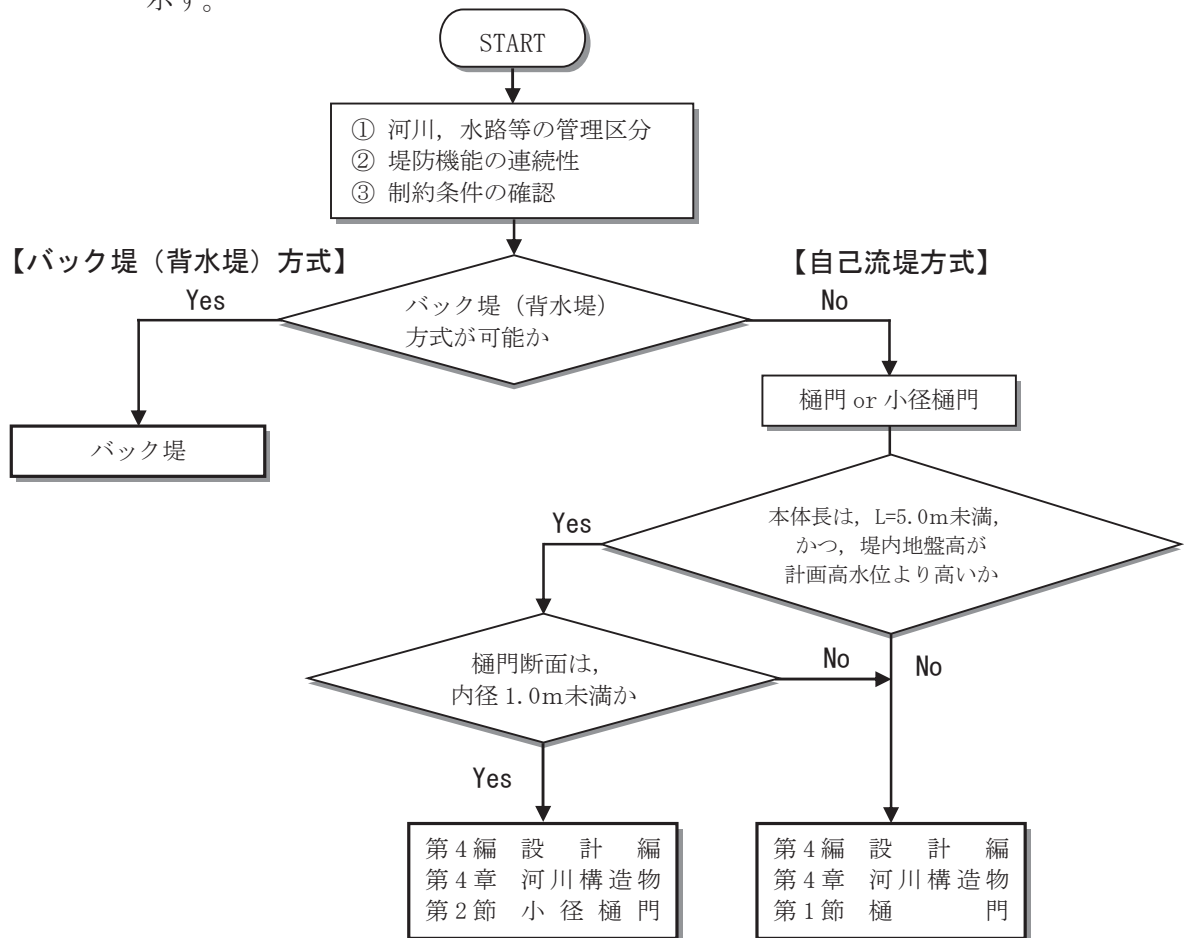 示す。
START
① 河川，水路等の管理区分
② 堤防機能の連続性
③ 制約条件の確認
【バック堤（背水堤）方式】
【自己流堤方式】
Yes
バック堤（背水堤）
方式が可能か
No
バック堤
樋門 or 小径樋門
本体長は，L=5.0m未満，
かつ，堤内地盤高が
計画高水位より高いか
Yes
樋門断面は，
内径 1.0m未満か
No
No
Yes
第4編 設計編
第4章 河川構造物
第2節 小径樋門
第4編 設計編
第4章 河川構造物
第1節 樋門